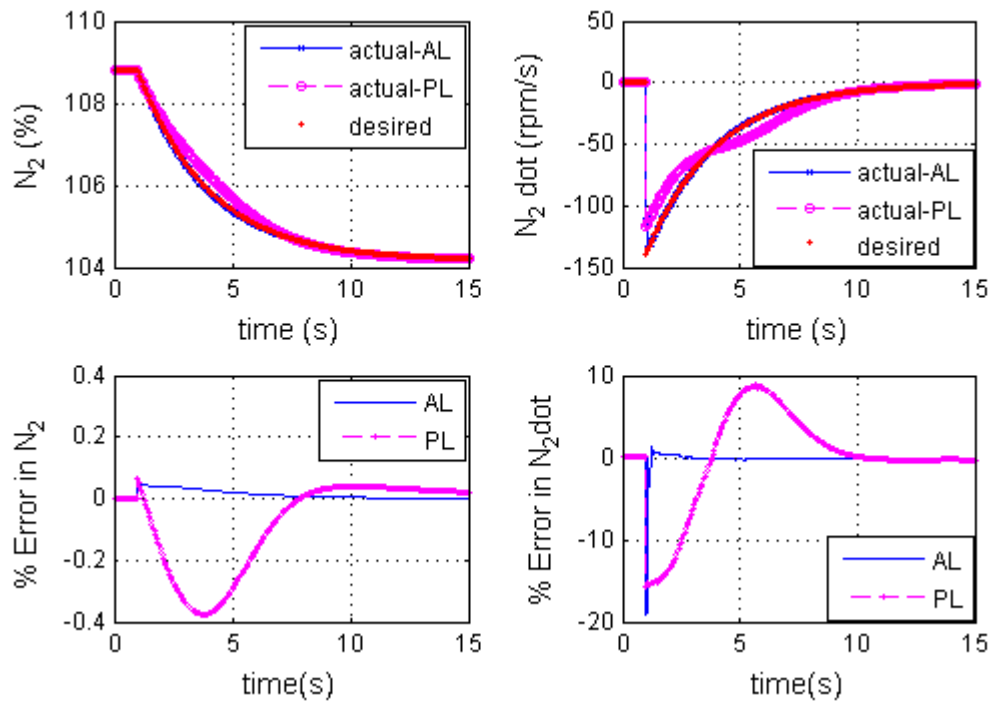 110
108
106
104
N₂ (%)
actual-AL
actual-PL
desired
0 5 10 15
time (s)
50
0
-50
-100
-150
N₂ dot (rpm/s)
actual-AL
actual-PL
desired
0 5 10 15
time (s)
0.4
0.2
0
-0.2
-0.4
% Error in N₂
AL
PL
0 5 10 15
time(s)
10
0
-10
-20
% Error in N₂dot
AL
PL
0 5 10 15
time(s)